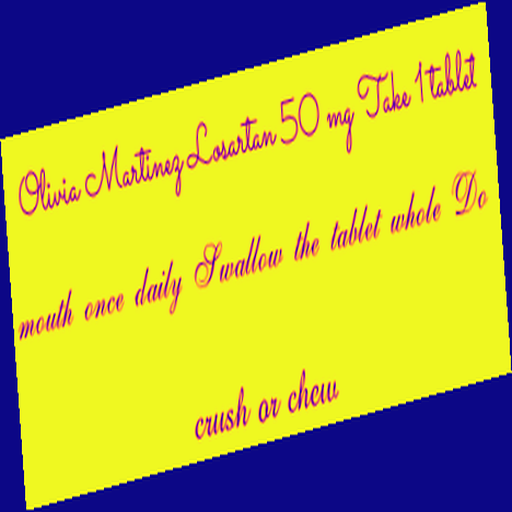 Olivia Martinez Losartan 50 mg Take 1 tablet
mouth once daily Swallow the tablet whole Do
crush or chew